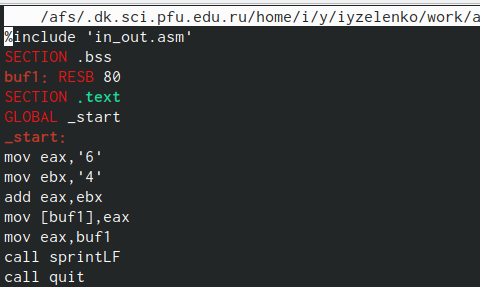 /afs/.dk.sci.pfu.edu.ru/home/i/y/iyzelenko/work/a
%include 'in_out.asm'
SECTION .bss
buf1: RESB 80
SECTION .text
GLOBAL _start
_start:
mov eax,'6'
mov ebx,'4'
add eax,ebx
mov [buf1],eax
mov eax,buf1
call sprintLF
call quit